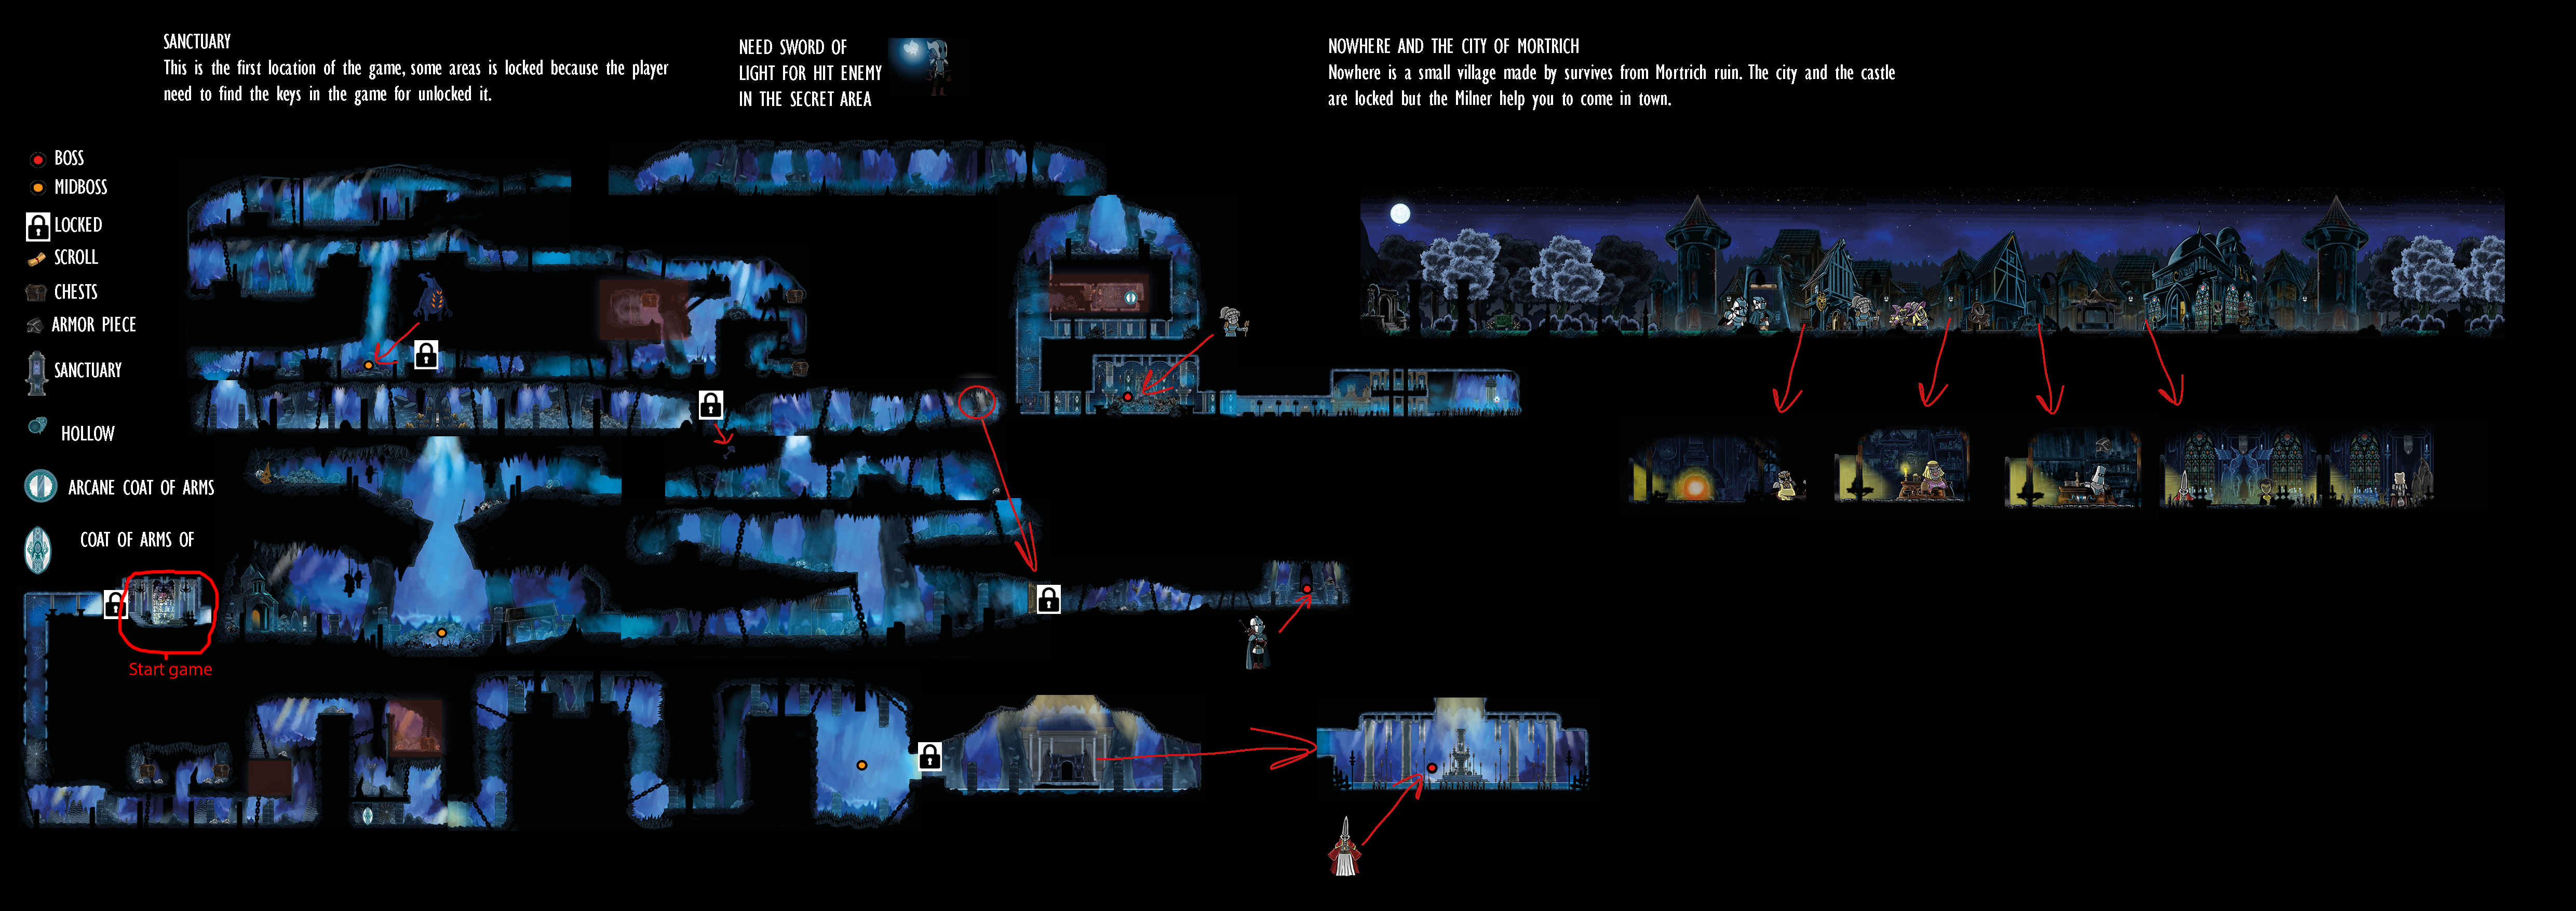 SANCTUARY
This is the first location of the game, some areas is locked because the player
need to find the keys in the game for unlocked it.
NEED SWORD OF
LIGHT FOR HIT ENEMY
IN THE SECRET AREA
NOWHERE AND THE CITY OF MORTRICH
Nowhere is a small village made by survives from Mortrich ruin. The city and the castle
are locked but the Milner help you to come in town.
BOSS
MIDBOSS
LOCKED
SCROLL
CHESTS
ARMOR PIECE
SANCTUARY
HOLLOW
ARCANE COAT OF ARMS
COAT OF ARMS OF
Start game